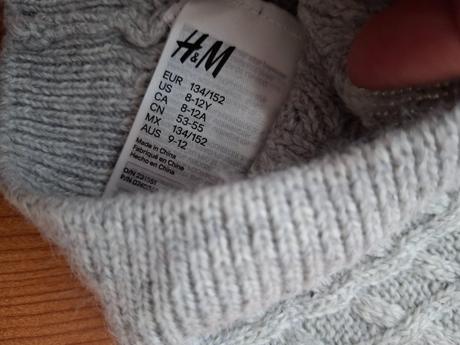 H&M
EUR 134/152
US 8-12Y
CA 8-12A
CN 53-55
MX 134/152
AUS 9-12
Made in China
Fabriqué en Chine
Hecho en China